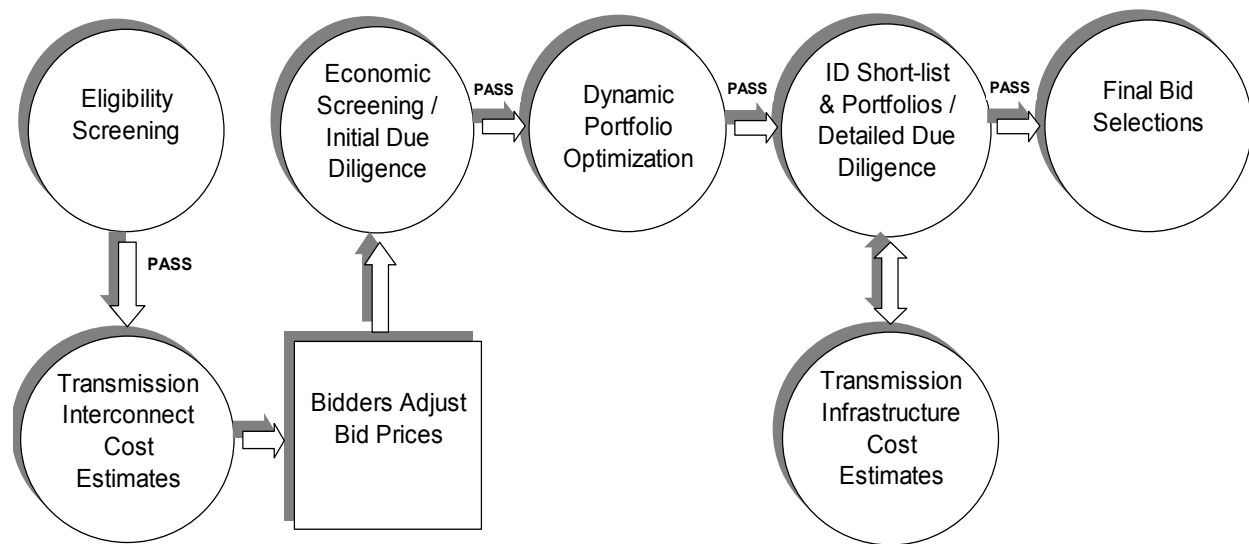 Eligibility
Screening
PASS
Transmission
Interconnect
Cost
Estimates
Bidders Adjust
Bid Prices
Economic
Screening /
Initial Due
Diligence
PASS
Dynamic
Portfolio
Optimization
PASS
ID Short-list
& Portfolios /
Detailed Due
Diligence
Transmission
Infrastructure
Cost
Estimates
PASS
Final Bid
Selections